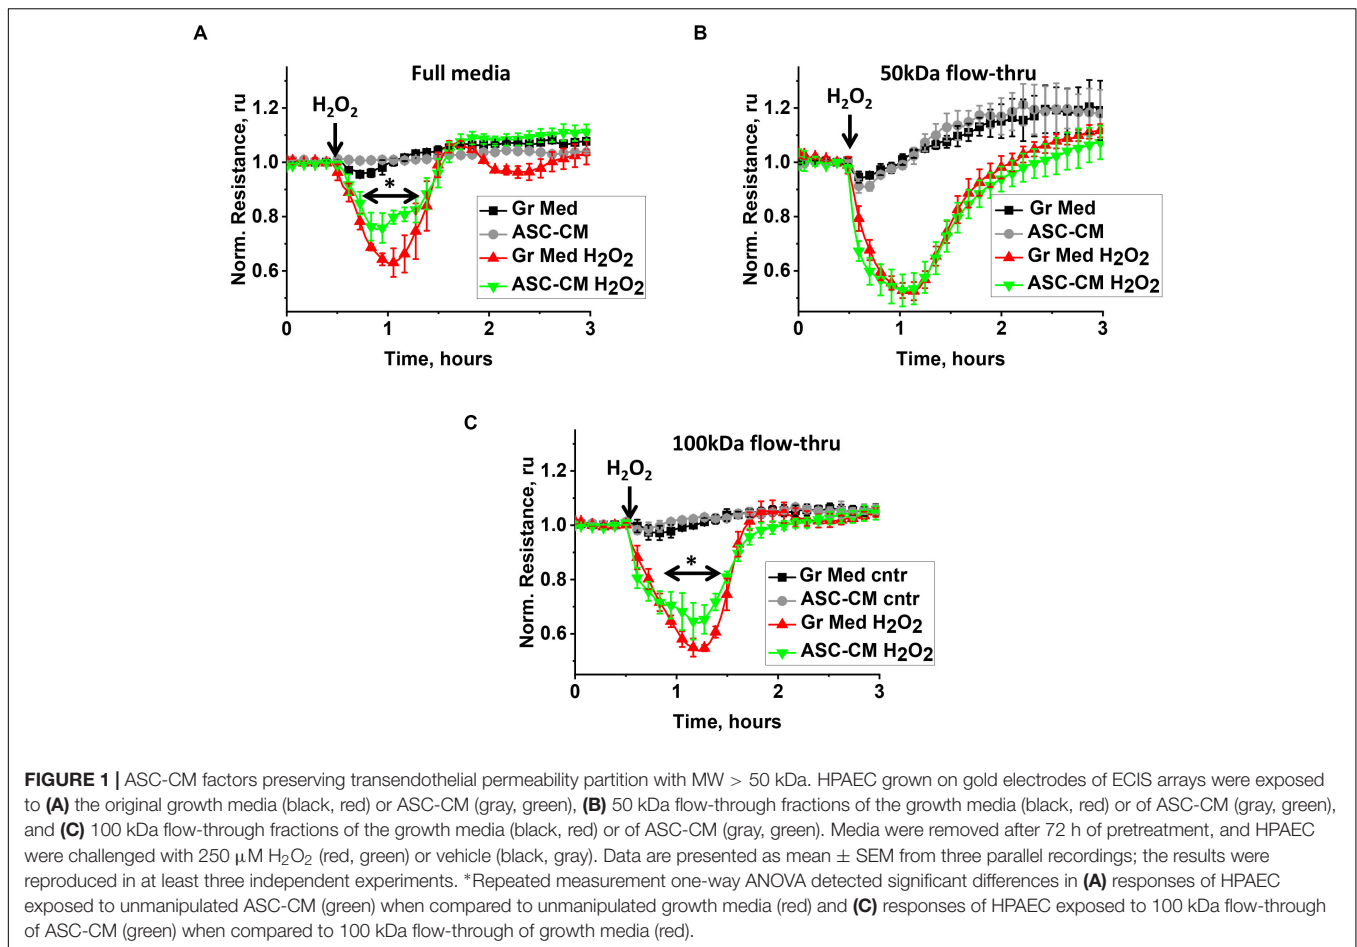 A
Full media
H₂O₂
Norm. Resistance, ru
1.2
1.0
0.8
0.6
*
Gr Med
ASC-CM
Gr Med H₂O₂
ASC-CM H₂O₂
0 1 2 3
Time, hours
B
50kDa flow-thru
H₂O₂
Norm. Resistance, ru
1.2
1.0
0.8
0.6
Gr Med
ASC-CM
Gr Med H₂O₂
ASC-CM H₂O₂
0 1 2 3
Time, hours
C
100kDa flow-thru
H₂O₂
Norm. Resistance, ru
1.2
1.0
0.8
0.6
*
Gr Med cntr
ASC-CM cntr
Gr Med H₂O₂
ASC-CM H₂O₂
0 1 2 3
Time, hours
FIGURE 1 | ASC-CM factors preserving transendothelial permeability partition with MW > 50 kDa. HPAEC grown on gold electrodes of ECIS arrays were exposed
to (A) the original growth media (black, red) or ASC-CM (gray, green), (B) 50 kDa flow-through fractions of the growth media (black, red) or of ASC-CM (gray, green),
and (C) 100 kDa flow-through fractions of the growth media (black, red) or of ASC-CM (gray, green). Media were removed after 72 h of pretreatment, and HPAEC
were challenged with 250 μM H₂O₂ (red, green) or vehicle (black, gray). Data are presented as mean ± SEM from three parallel recordings; the results were
reproduced in at least three independent experiments. *Repeated measurement one-way ANOVA detected significant differences in (A) responses of HPAEC
exposed to unmanipulated ASC-CM (green) when compared to unmanipulated growth media (red) and (C) responses of HPAEC exposed to 100 kDa flow-through
of ASC-CM (green) when compared to 100 kDa flow-through of growth media (red).